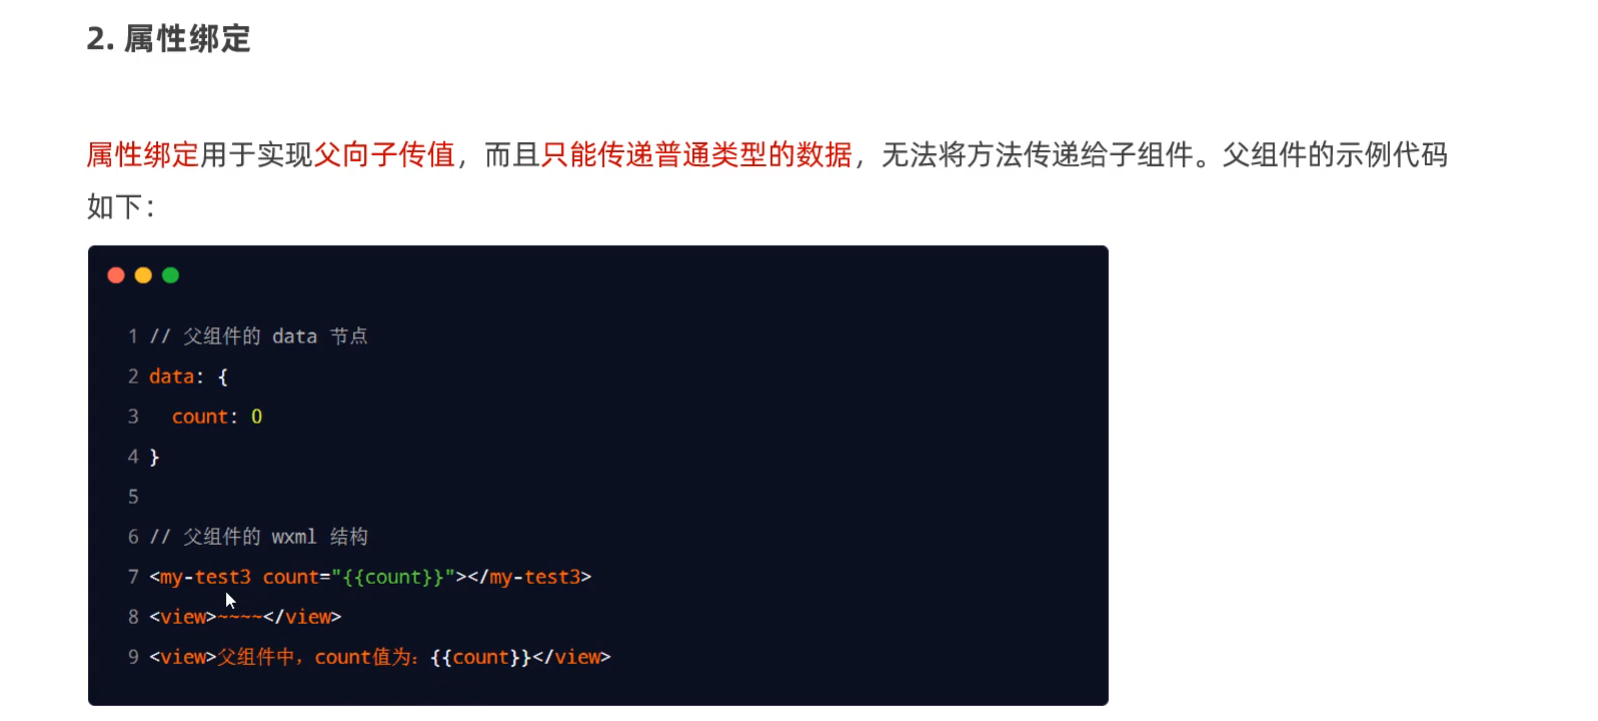 2. 属性绑定
属性绑定用于实现父向子传值，而且只能传递普通类型的数据，无法将方法传递给子组件。父组件的示例代码
如下：
1 // 父组件的 data 节点
2 data: {
3   count: 0
4 }
5
6 // 父组件的 wxml 结构
7 <my-test3 count="{{count}}"></my-test3>
8 <view>~~~~</view>
9 <view>父组件中，count值为：{{count}}</view>